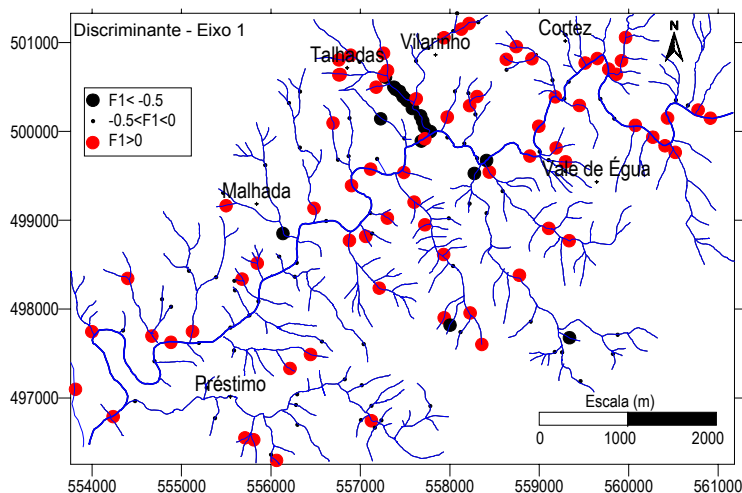 Discriminante - Eixo 1
Cortez
Vilarinho
Talhadas
N
F1< -0.5
-0.5<F1<0
F1>0
Vale de Égua
Malhada
Préstimo
Escala (m)
0 1000 2000
501000
500000
499000
498000
497000
554000 555000 556000 557000 558000 559000 560000 561000